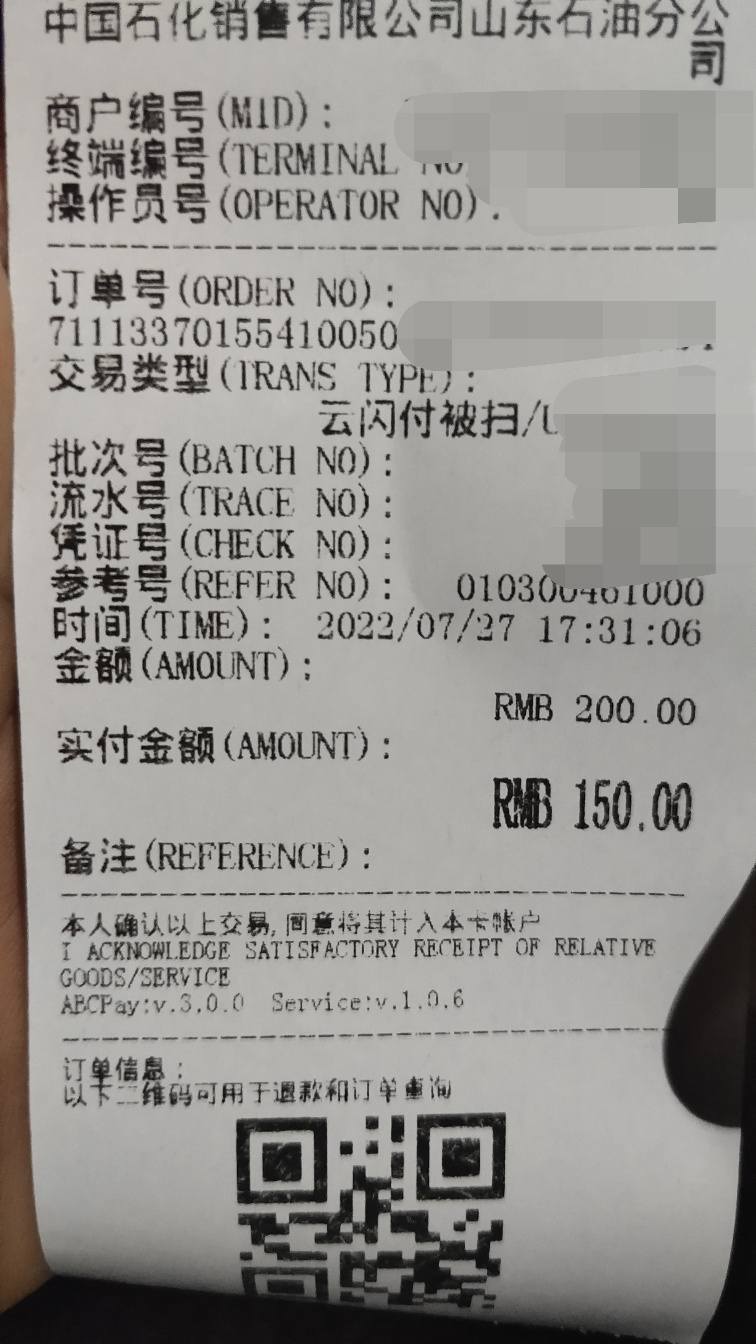 中国石化销售有限公司山东石油分公
司
商户编号(MID):
终端编号(TERMINAL NO
操作员号(OPERATOR NO).
订单号(ORDER NO):
71113370155410050
交易类型(TRANS TYPE):
云闪付被扫/U
批次号(BATCH NO):
流水号(TRACE NO):
凭证号(CHECK NO):
参考号(REFER NO): 010300461000
时间(TIME): 2022/07/27 17:31:06
金额(AMOUNT):
RMB 200.00
实付金额(AMOUNT):
RMB 150.00
备注(REFERENCE):
本人确认以上交易,同意将其计入本卡帐户
I ACKNOWLEDGE SATISFACTORY RECEIPT OF RELATIVE
GOODS/SERVICE
ABCPay:v.3.0.0 Service:v.1.0.6
订单信息:
以下二维码可用于退款和订单查询